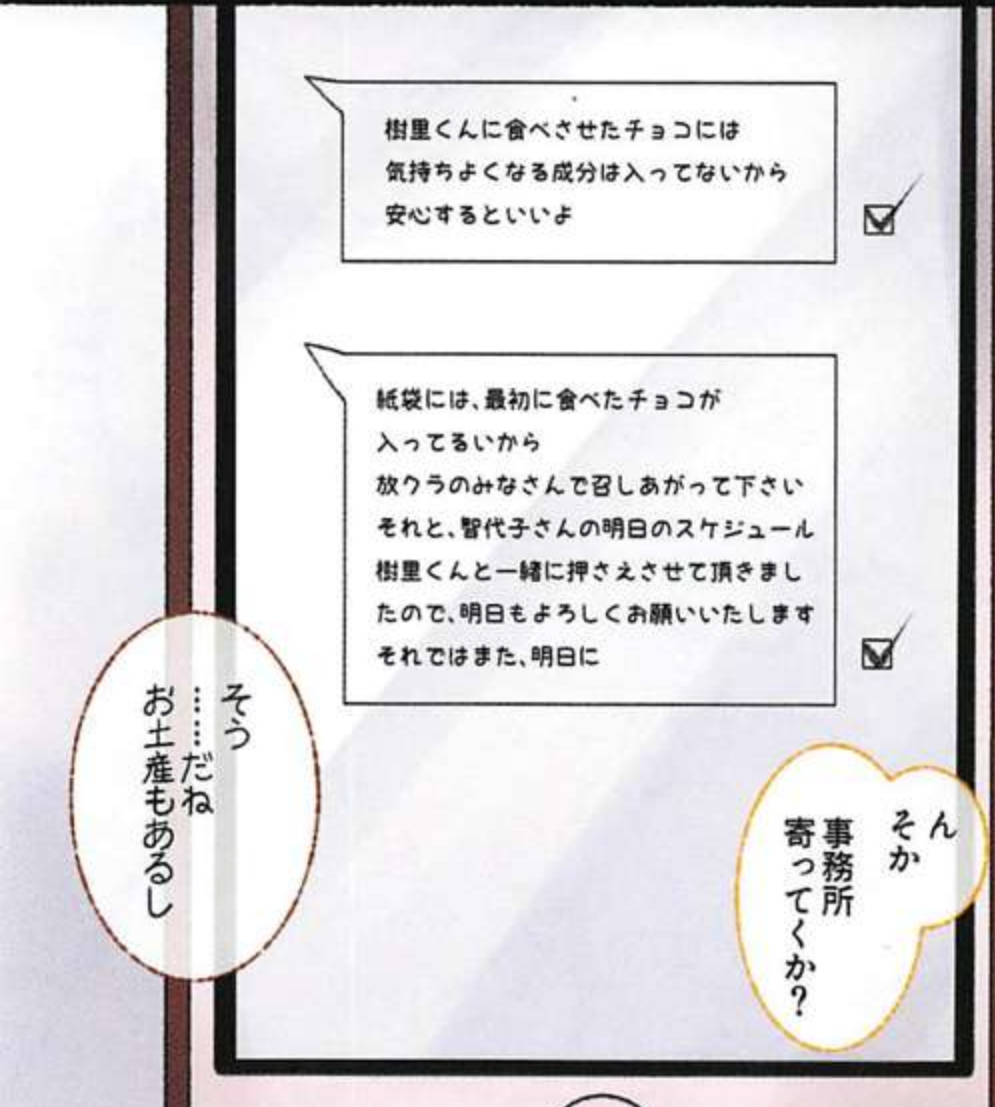 樹里くんに食べさせたチョコには
気持ちよくなる成分は入ってないから
安心するといいよ
紙袋には、最初に食べたチョコが
入ってるいから
放クラのみなさんで召しあがって下さい
それと、智代子さんの明日のスケジュール
樹里くんと一緒に押さえさせて頂きまし
たので、明日もよろしくお願いいたします
それではまた、明日に
ん
そか
事務所
寄ってくか？
そう
……だね
お土産もあるし